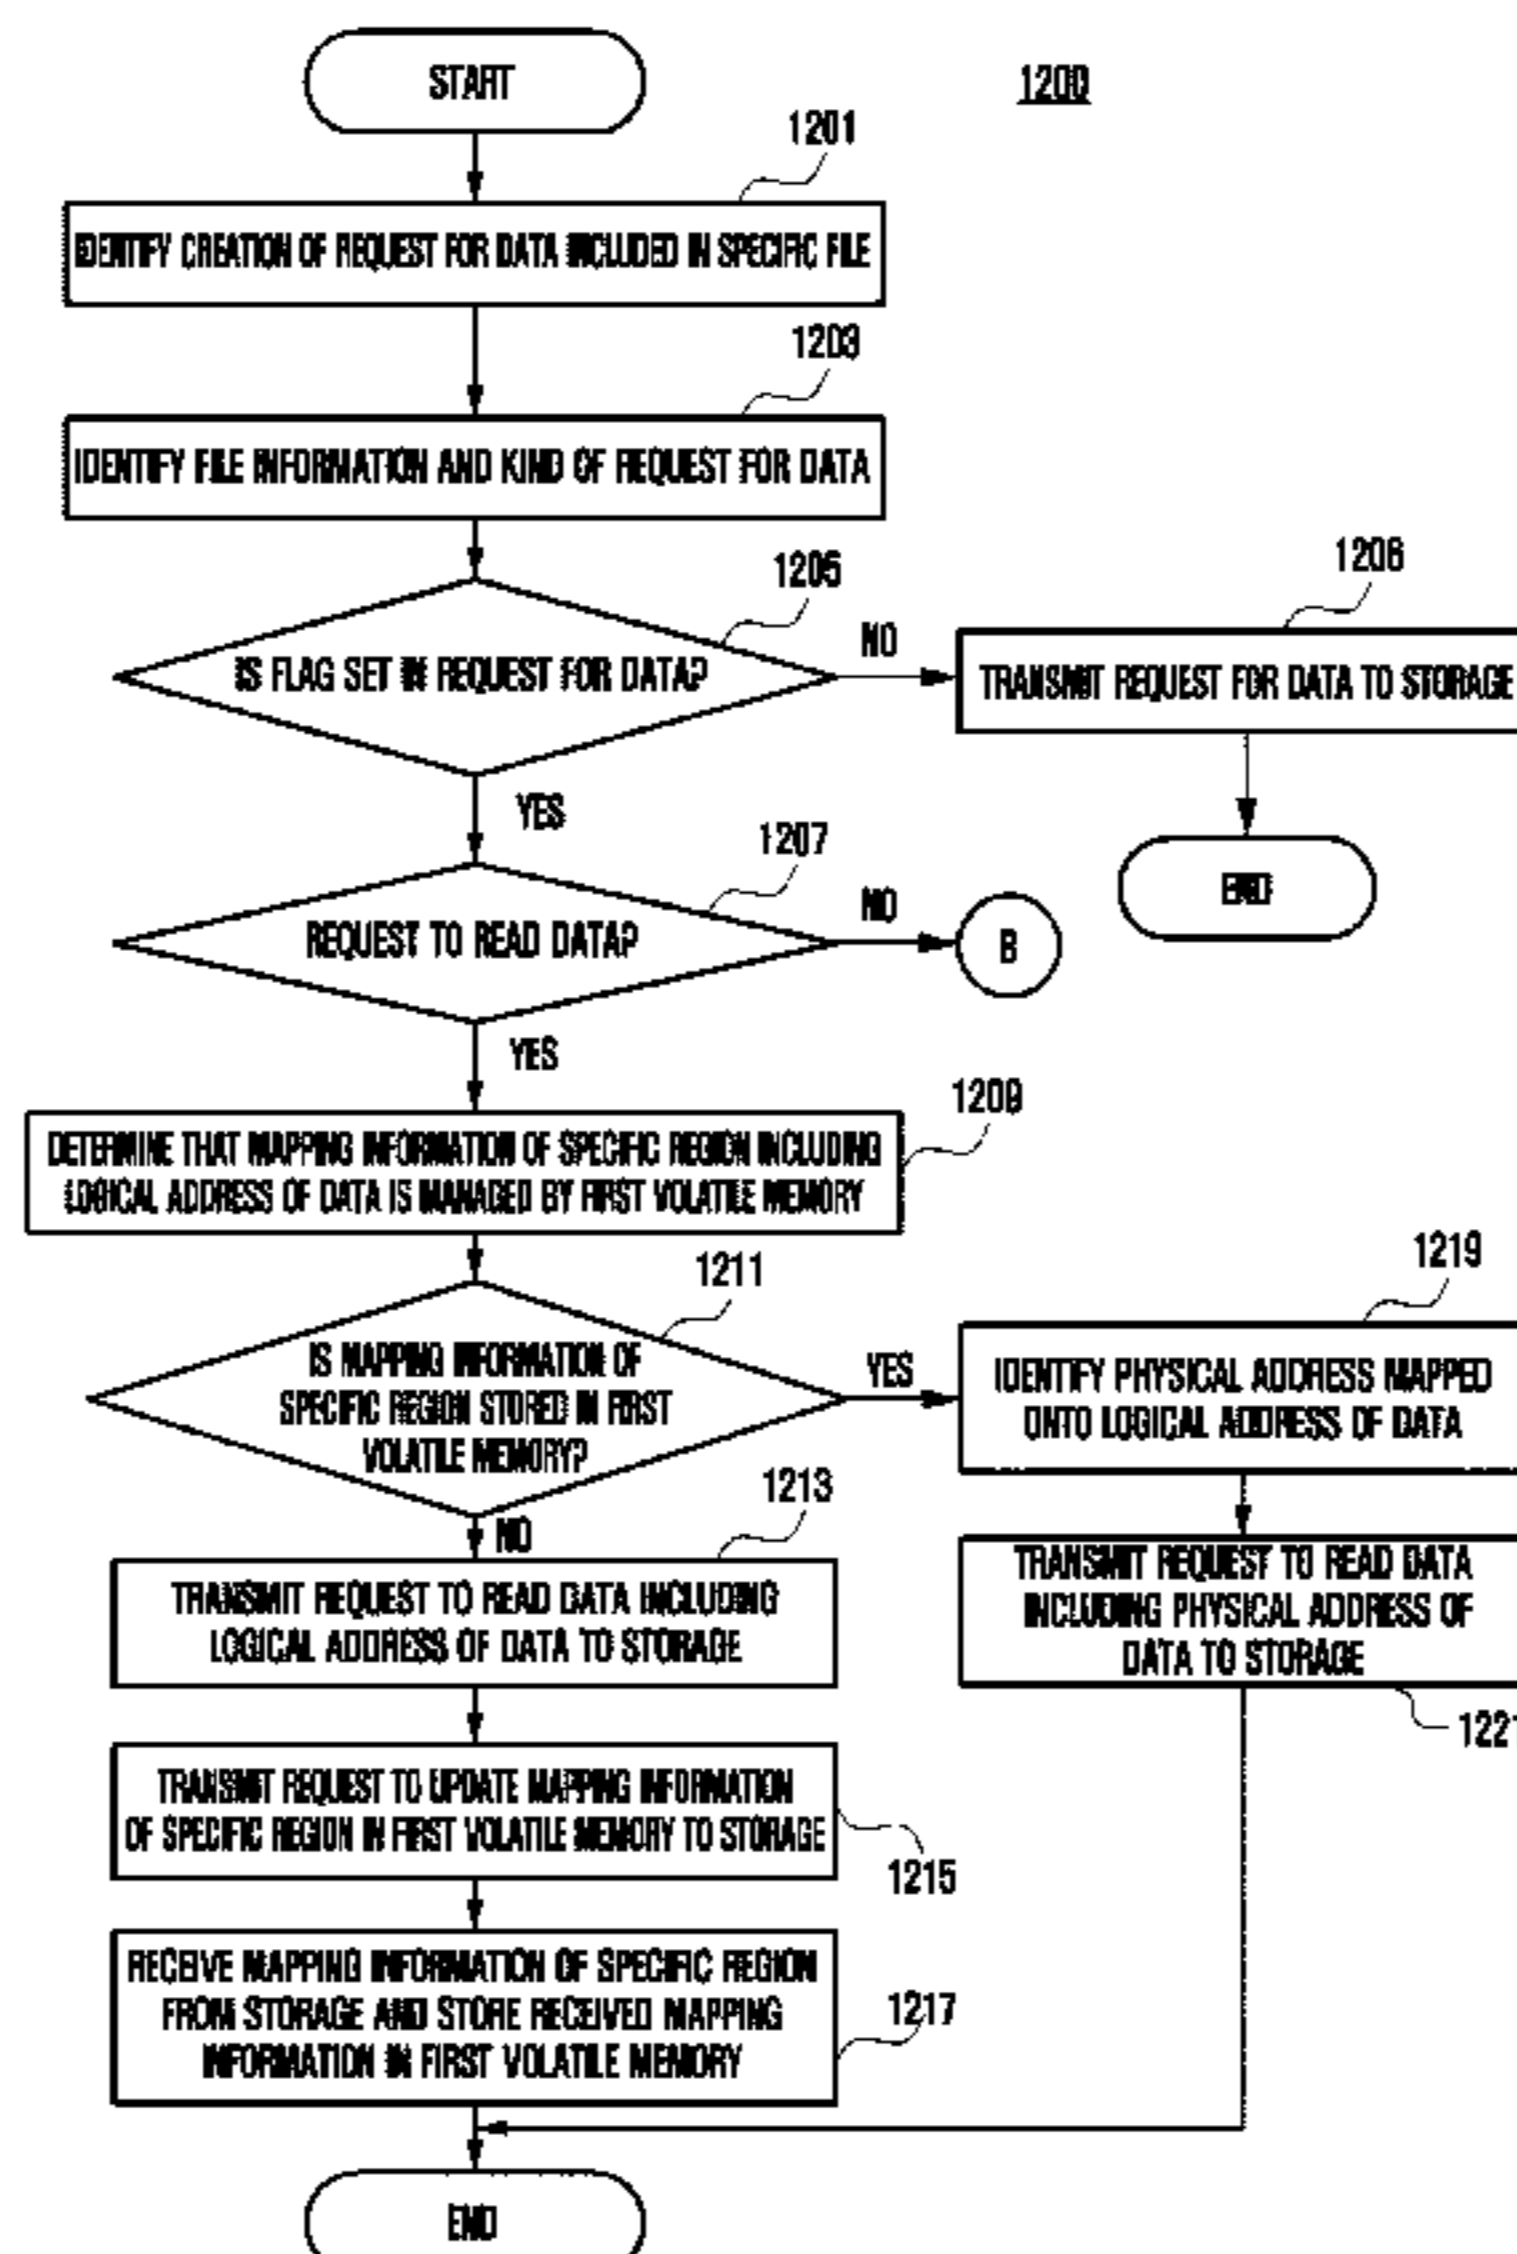 START
1200
1201
IDENTIFY CREATION OF REQUEST FOR DATA INCLUDED IN SPECIFIC FILE
1203
IDENTIFY FILE INFORMATION AND KIND OF REQUEST FOR DATA
1205
IS FLAG SET IN REQUEST FOR DATA?
NO
1206
TRANSMIT REQUEST FOR DATA TO STORAGE
END
YES
1207
REQUEST TO READ DATA?
NO
B
YES
1209
DETERMINE THAT MAPPING INFORMATION OF SPECIFIC REGION INCLUDING
LOGICAL ADDRESS OF DATA IS MANAGED BY FIRST VOLATILE MEMORY
1211
IS MAPPING INFORMATION OF
SPECIFIC REGION STORED IN FIRST
VOLATILE MEMORY?
YES
1219
IDENTIFY PHYSICAL ADDRESS MAPPED
ONTO LOGICAL ADDRESS OF DATA
NO
1213
TRANSMIT REQUEST TO READ DATA INCLUDING
LOGICAL ADDRESS OF DATA TO STORAGE
TRANSMIT REQUEST TO READ DATA
INCLUDING PHYSICAL ADDRESS OF
DATA TO STORAGE
1221
TRANSMIT REQUEST TO UPDATE MAPPING INFORMATION
OF SPECIFIC REGION IN FIRST VOLATILE MEMORY TO STORAGE
1215
RECEIVE MAPPING INFORMATION OF SPECIFIC REGION
FROM STORAGE AND STORE RECEIVED MAPPING
INFORMATION IN FIRST VOLATILE MEMORY
1217
END